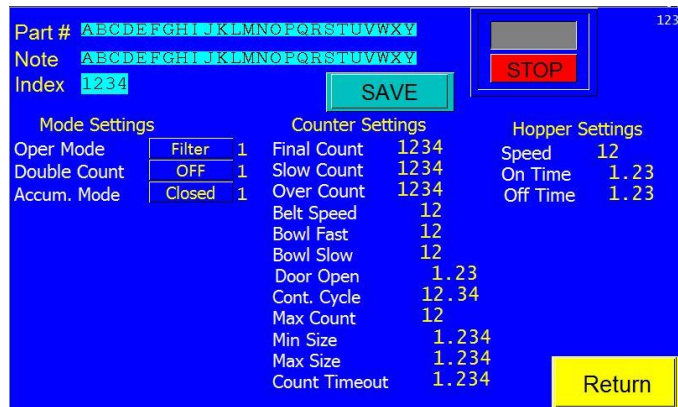 123
Part # ABCDEFGHIJKLMNOPQRSTUVWXY
Note ABCDEFGHIJKLMNOPQRSTUVWXY
Index 1234
SAVE
STOP
Mode Settings
Oper Mode Filter 1
Double Count OFF 1
Accum. Mode Closed 1
Counter Settings
Final Count 1234
Slow Count 1234
Over Count 1234
Belt Speed 12
Bowl Fast 12
Bowl Slow 12
Door Open 1.23
Cont. Cycle 12.34
Max Count 12
Min Size 1.234
Max Size 1.234
Count Timeout 1.234
Hopper Settings
Speed 12
On Time 1.23
Off Time 1.23
Return